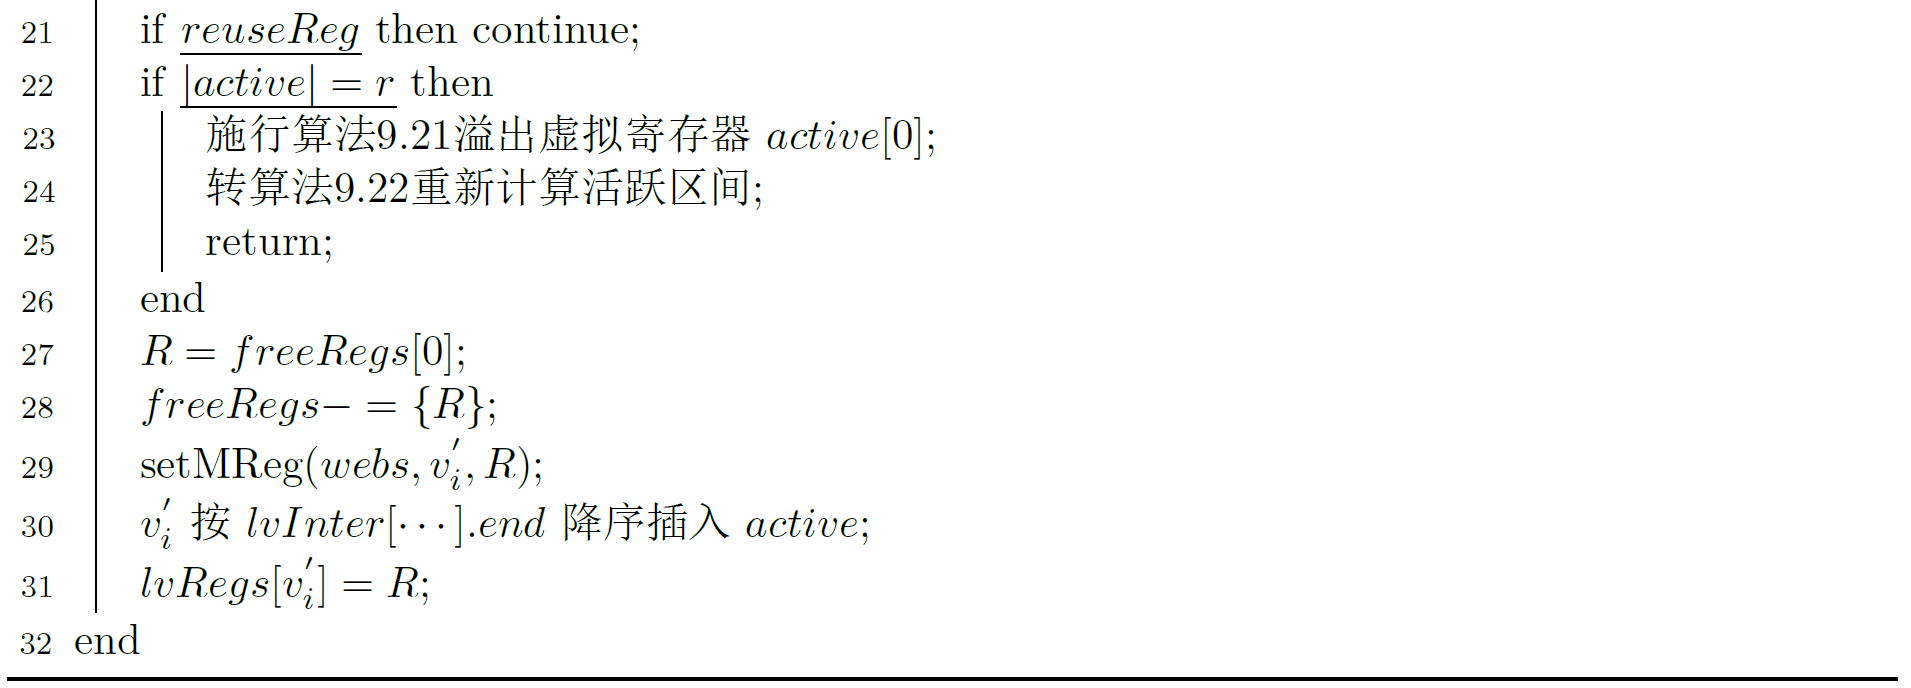 21 if reuseReg then continue;
22 if |active| = r then
23 施行算法9.21溢出虚拟寄存器 active[0];
24 转算法9.22重新计算活跃区间;
25 return;
26 end
27 R = freeRegs[0];
28 freeRegs− = {R};
29 setMReg(webs, v′ᵢ, R);
30 v′ᵢ 按 lvInter[⋯].end 降序插入 active;
31 lvRegs[v′ᵢ] = R;
32 end